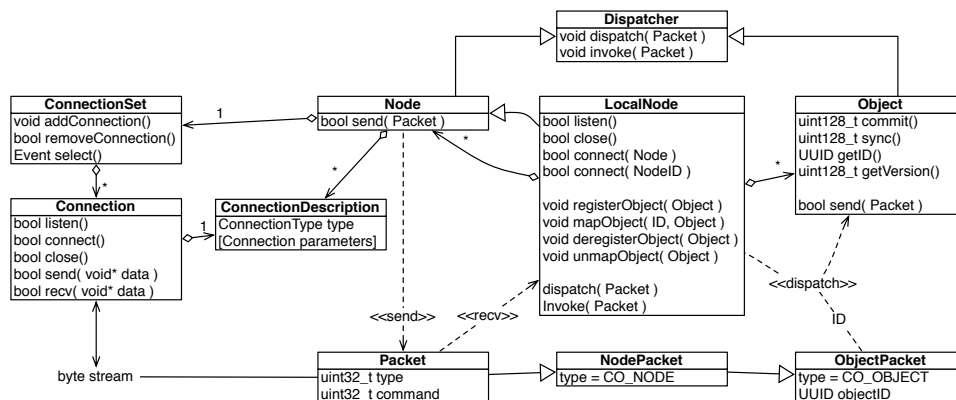 Dispatcher
void dispatch( Packet )
void invoke( Packet )
ConnectionSet
void addConnection()
bool removeConnection()
Event select()
1
*
Node
bool send( Packet )
*
*
LocalNode
bool listen()
bool close()
bool connect( Node )
bool connect( NodeID )
void registerObject( Object )
void mapObject( ID, Object )
void deregisterObject( Object )
void unmapObject( Object )
dispatch( Packet )
Invoke( Packet )
*
Object
uint128_t commit()
uint128_t sync()
UUID getID()
uint128_t getVersion()
bool send( Packet )
Connection
bool listen()
bool connect()
bool close()
bool send( void* data )
bool recv( void* data )
1
ConnectionDescription
ConnectionType type
[Connection parameters]
<<send>>
<<recv>>
<<dispatch>>
ID
byte stream
Packet
uint32_t type
uint32_t command
NodePacket
type = CO_NODE
ObjectPacket
type = CO_OBJECT
UUID objectID